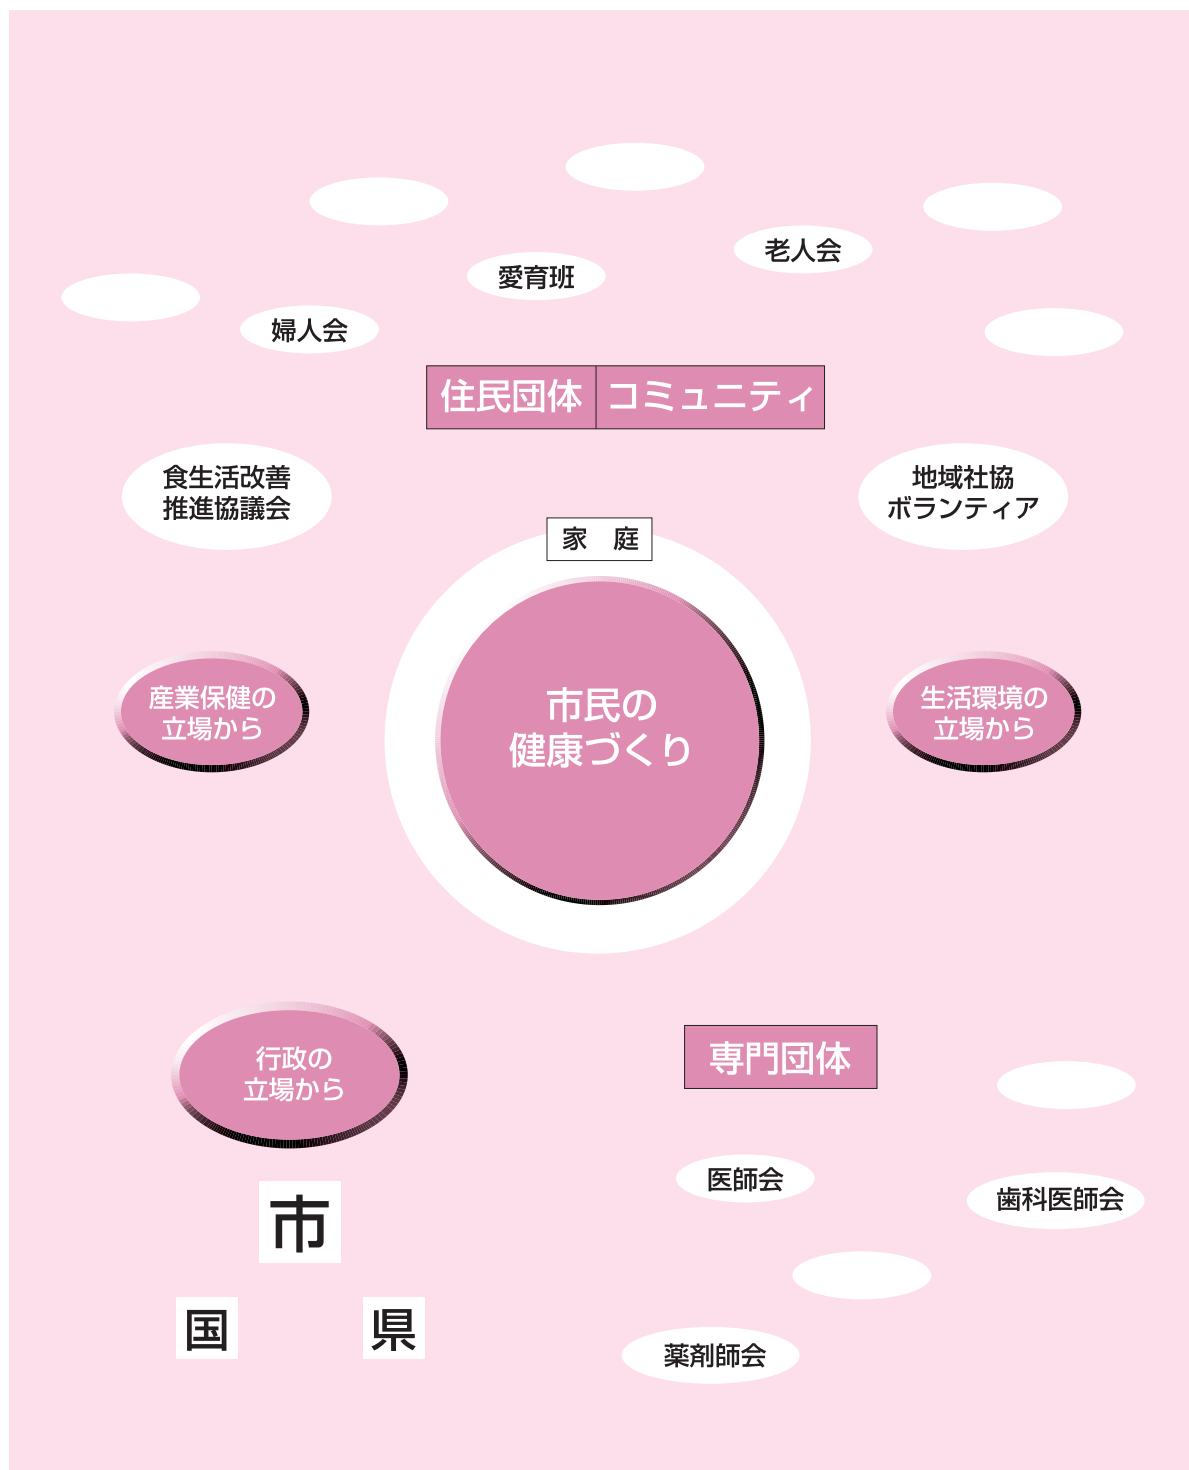 老人会
愛育班
婦人会
住民団体 コミュニティ
食生活改善
推進協議会
地域社協
ボランティア
家 庭
産業保健の
立場から
市民の
健康づくり
生活環境の
立場から
行政の
立場から
専門団体
医師会
歯科医師会
市
国
県
薬剤師会